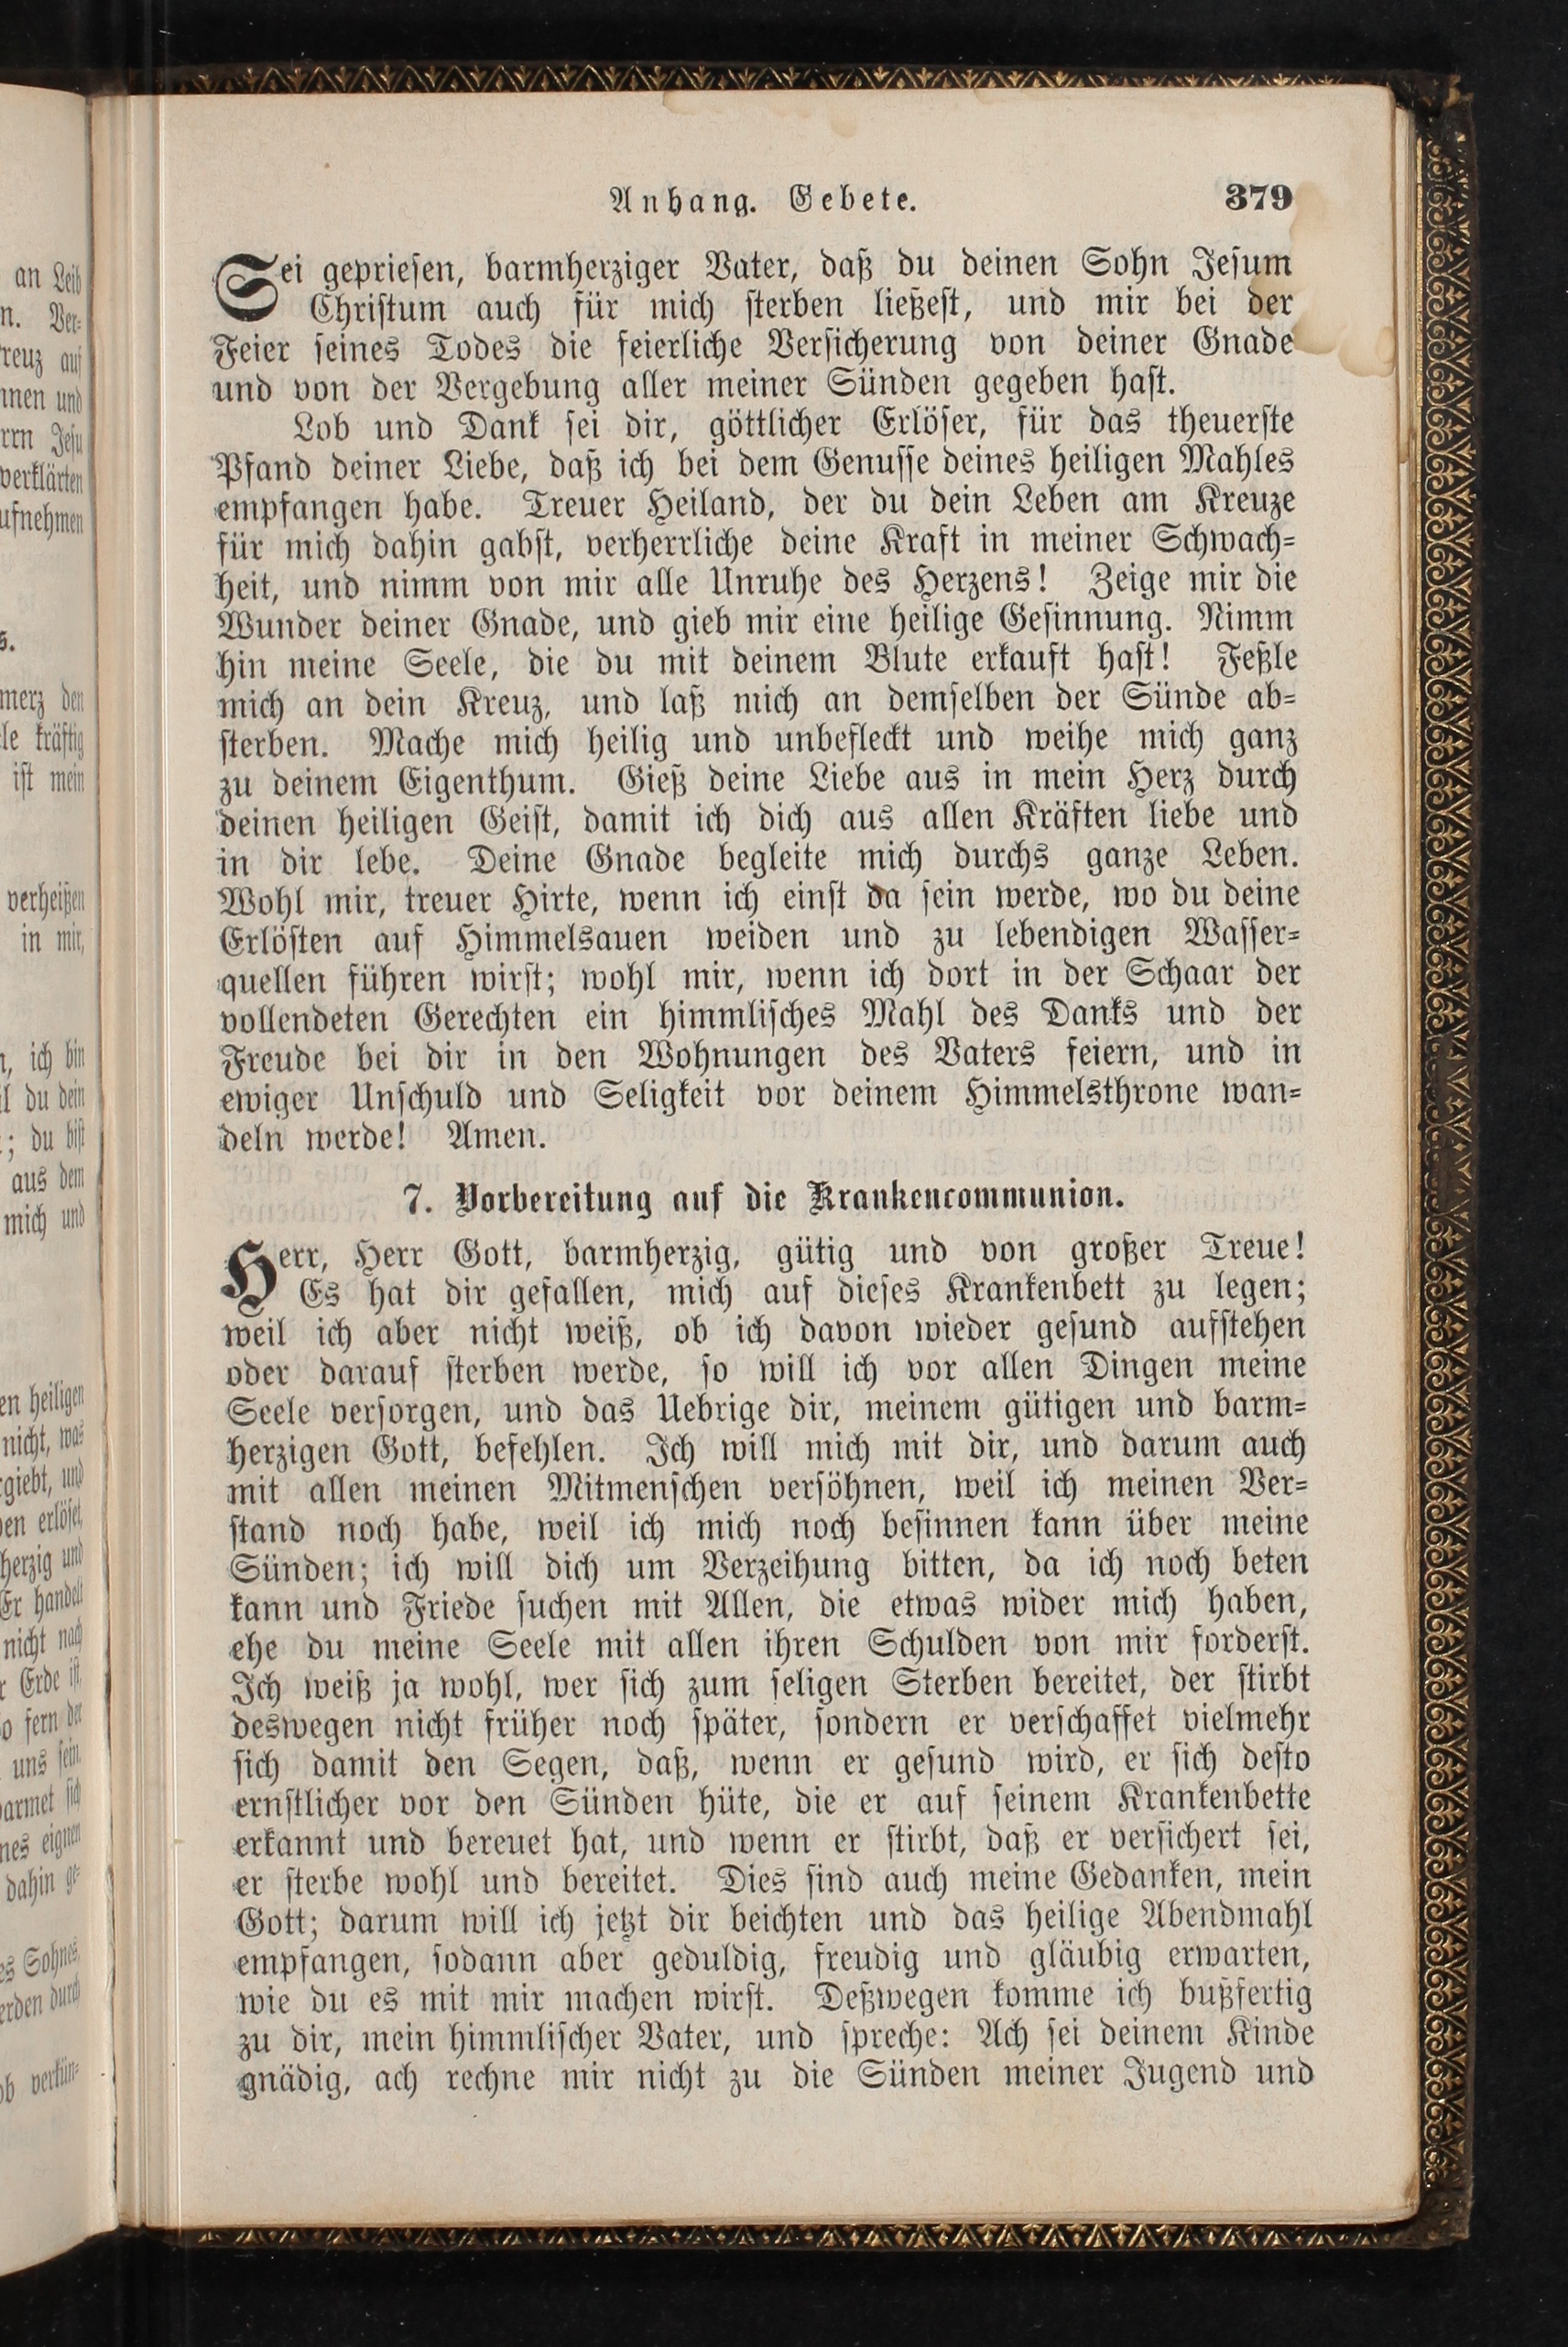 Anhang. Gebete. 379
Sei gepriesen, barmherziger Vater, daß du deinen Sohn Jesum
Christum auch für mich sterben ließest, und mir bei der
Feier seines Todes die feierliche Versicherung von deiner Gnade
und von der Vergebung aller meiner Sünden gegeben hast.
Lob und Dank sei dir, göttlicher Erlöser, für das theuerste
Pfand deiner Liebe, daß ich bei dem Genusse deines heiligen Mahles
empfangen habe. Treuer Heiland, der du dein Leben am Kreuze
für mich dahin gabst, verherrliche deine Kraft in meiner Schwach-
heit, und nimm von mir alle Unruhe des Herzens! Zeige mir die
Wunder deiner Gnade, und gieb mir eine heilige Gesinnung. Nimm
hin meine Seele, die du mit deinem Blute erkauft hast! Feßle
mich an dein Kreuz, und laß mich an demselben der Sünde ab-
sterben. Mache mich heilig und unbefleckt und weihe mich ganz
zu deinem Eigenthum. Gieß deine Liebe aus in mein Herz durch
deinen heiligen Geist, damit ich dich aus allen Kräften liebe und
in dir lebe. Deine Gnade begleite mich durchs ganze Leben.
Wohl mir, treuer Hirte, wenn ich einst da sein werde, wo du deine
Erlösten auf Himmelsauen weiden und zu lebendigen Wasser-
quellen führen wirst; wohl mir, wenn ich dort in der Schaar der
vollendeten Gerechten ein himmlisches Mahl des Danks und der
Freude bei dir in den Wohnungen des Vaters feiern, und in
ewiger Unschuld und Seligkeit vor deinem Himmelsthrone wan-
deln werde! Amen.
7. Vorbereitung auf die Krankencommunion.
Herr, Herr Gott, barmherzig, gütig und von großer Treue!
Es hat dir gefallen, mich auf dieses Krankenbett zu legen;
weil ich aber nicht weiß, ob ich davon wieder gesund aufstehen
oder darauf sterben werde, so will ich vor allen Dingen meine
Seele versorgen, und das Uebrige dir, meinem gütigen und barm-
herzigen Gott, befehlen. Ich will mich mit dir, und darum auch
mit allen meinen Mitmenschen versöhnen, weil ich meinen Ver-
stand noch habe, weil ich mich noch besinnen kann über meine
Sünden; ich will dich um Verzeihung bitten, da ich noch beten
kann und Friede suchen mit Allen, die etwas wider mich haben,
ehe du meine Seele mit allen ihren Schulden von mir forderst.
Ich weiß ja wohl, wer sich zum seligen Sterben bereitet, der stirbt
deswegen nicht früher noch später, sondern er verschaffet vielmehr
sich damit den Segen, daß, wenn er gesund wird, er sich desto
ernstlicher vor den Sünden hüte, die er auf seinem Krankenbette
erkannt und bereuet hat, und wenn er stirbt, daß er versichert sei,
er sterbe wohl und bereitet. Dies sind auch meine Gedanken, mein
Gott; darum will ich jetzt dir beichten und das heilige Abendmahl
empfangen, sodann aber geduldig, freudig und gläubig erwarten,
wie du es mit mir machen wirst. Deßwegen komme ich bußfertig
zu dir, mein himmlischer Vater, und spreche: Ach sei deinem Kinde
gnädig, ach rechne mir nicht zu die Sünden meiner Jugend und